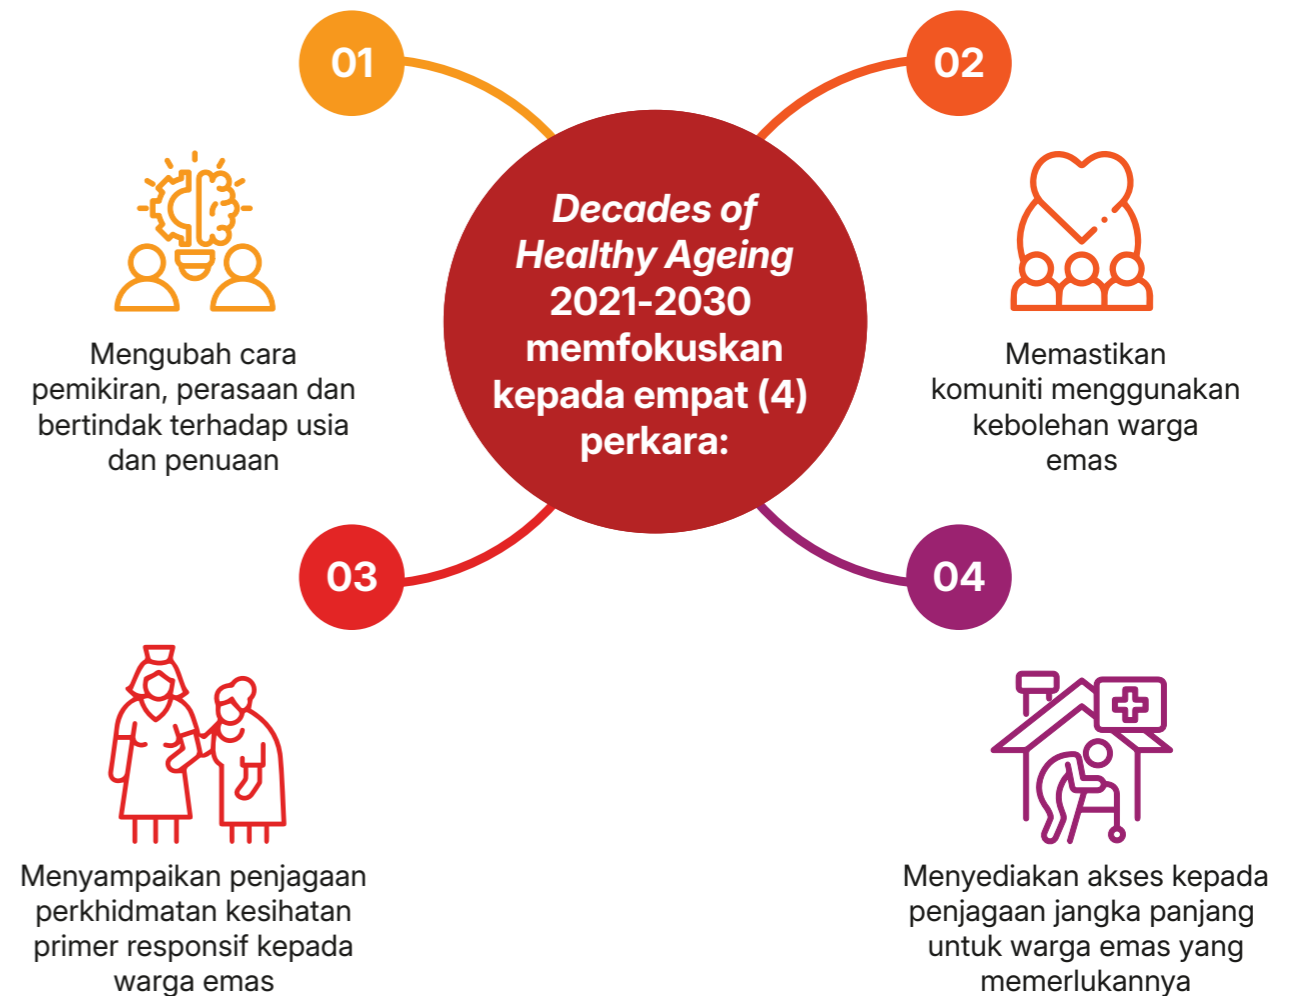 Decades of
Healthy Ageing
2021-2030
memfokuskan
kepada empat (4)
perkara:
01
Mengubah cara
pemikiran, perasaan dan
bertindak terhadap usia
dan penuaan
02
Memastikan
komuniti menggunakan
kebolehan warga
emas
03
Menyampaikan penjagaan
perkhidmatan kesihatan
primer responsif kepada
warga emas
04
Menyediakan akses kepada
penjagaan jangka panjang
untuk warga emas yang
memerlukannya